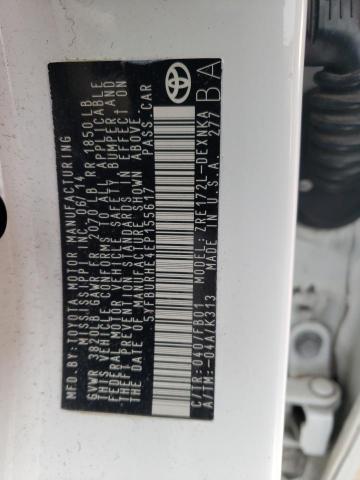 MFD.BY:TOYOTA MOTOR MANUFACTURING
MISSISSIPPI, INC. 06/14
GVWR 3820LB GAWR FR 2070 LB RR 1850LB
THIS VEHICLE CONFORMS TO ALL APPLICABLE
FEDERAL MOTOR VEHICLE SAFETY, BUMPER AND
THEFT PREVENTION STANDARDS IN EFFECT ON
THE DATE OF MANUFACTURE SHOWN ABOVE.
5YFBURHE4EP155617 PASS.CAR
C/TR:040/FB01 MODEL:ZRE172L-DEXNKA
A/TM:-04A/K313 MADE IN U.S.A. 297
BA